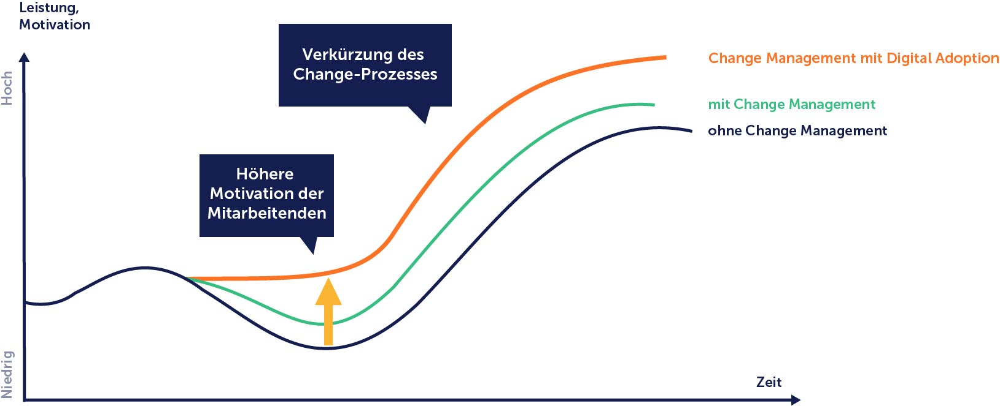 Leistung,
Motivation
Hoch
Niedrig
Verkürzung des
Change-Prozesses
Höhere
Motivation der
Mitarbeitenden
Change Management mit Digital Adoption
mit Change Management
ohne Change Management
Zeit